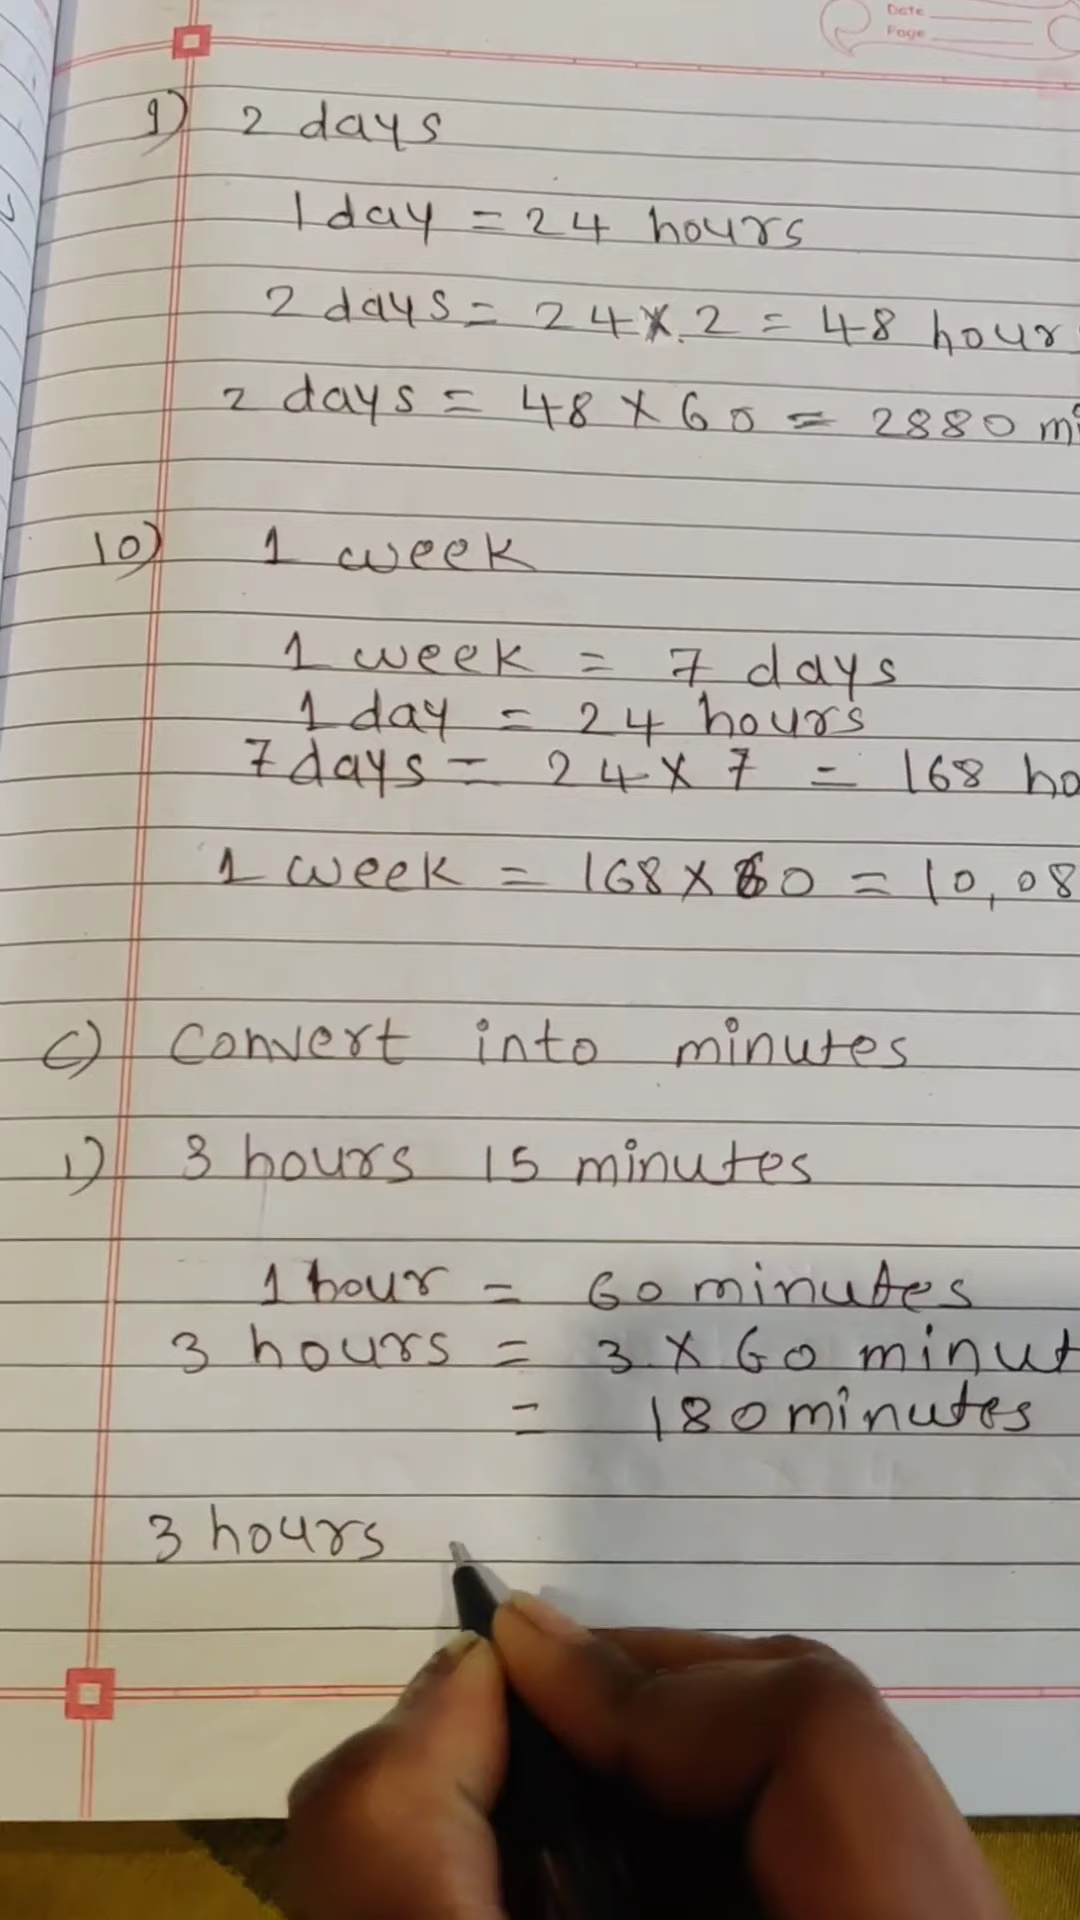 Date
Page
9) 2 days
1 day = 24 hours
2 days = 24 x 2 = 48 hour
2 days = 48 x 60 = 2880 mi
10) 1 week
1 week = 7 days
1 day = 24 hours
7 days = 24 x 7 = 168 ho
1 week = 168 x 60 = 10,08
C) Convert into minutes
1) 3 hours 15 minutes
1 hour = 60 minutes
3 hours = 3 x 60 minut
= 180 minutes
3 hours